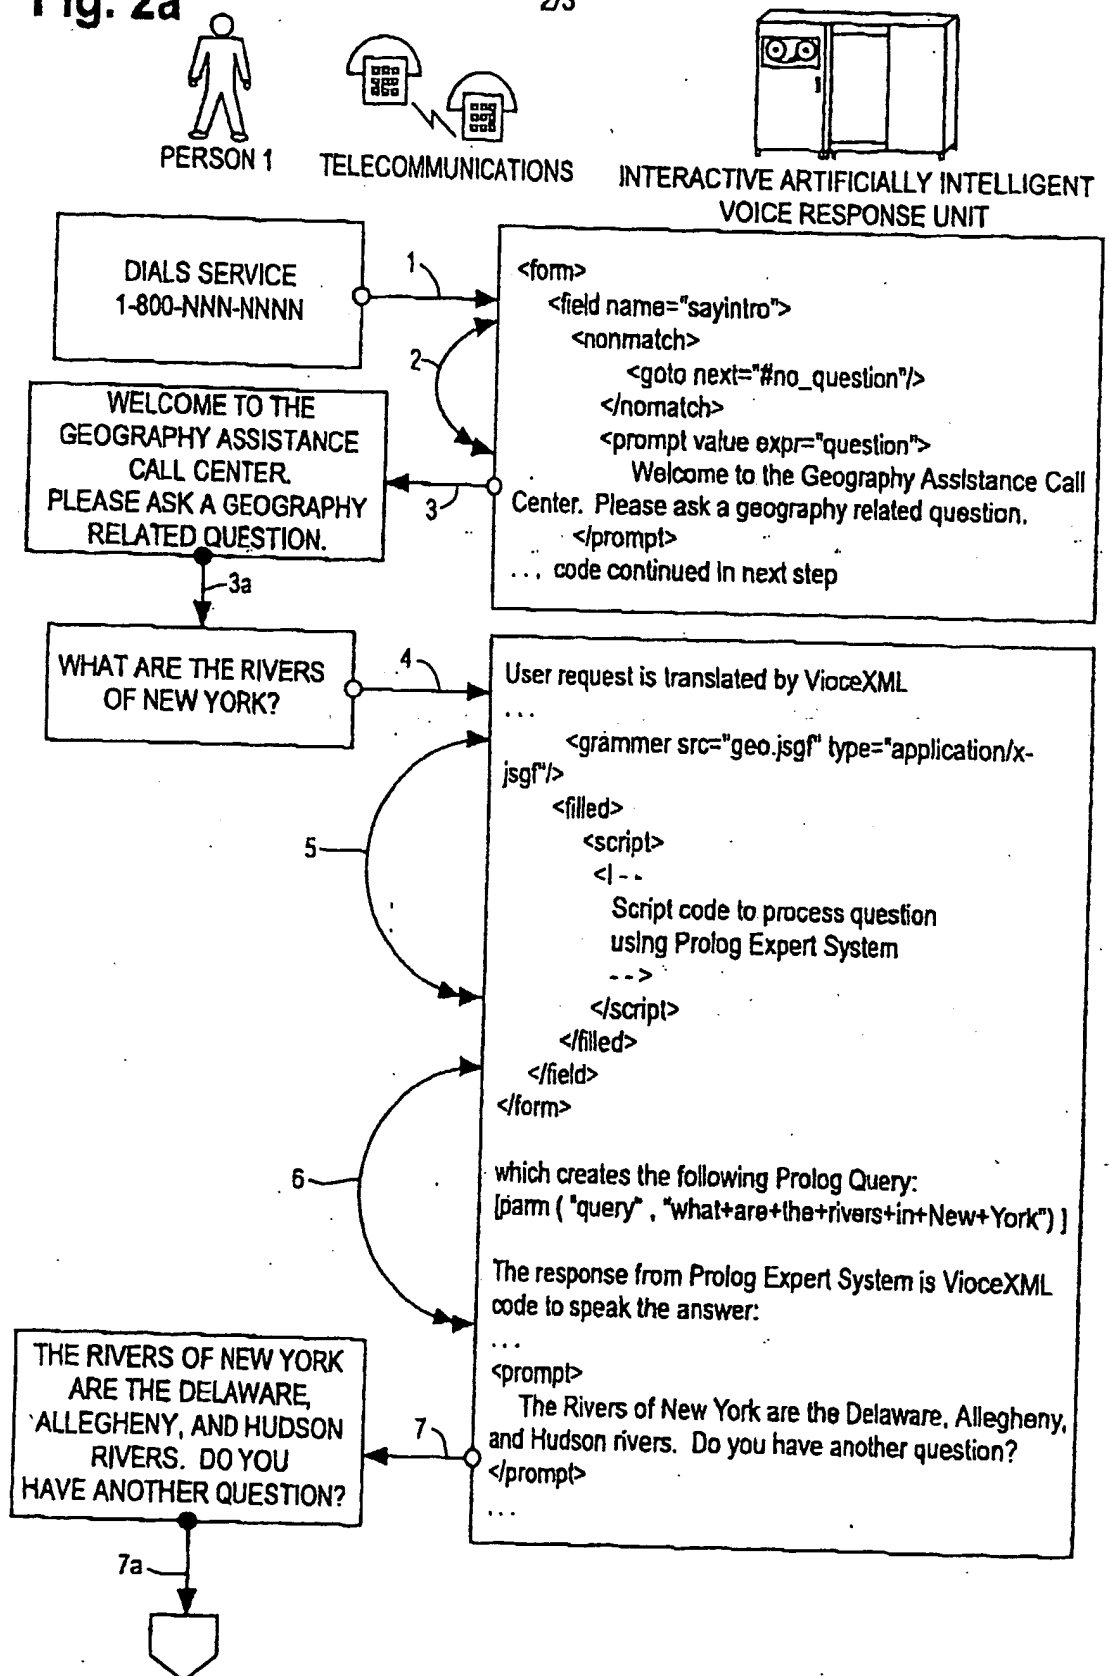 Fig. 2a
2/3
PERSON 1
TELECOMMUNICATIONS
INTERACTIVE ARTIFICIALLY INTELLIGENT
VOICE RESPONSE UNIT
DIALS SERVICE
1-800-NNN-NNNN
1
<form>
<field name="sayintro">
<nonmatch>
<goto next="#no_question"/>
</nomatch>
<prompt value expr="question">
Welcome to the Geography Assistance Call
Center. Please ask a geography related question.
</prompt>
... code continued in next step
2
WELCOME TO THE
GEOGRAPHY ASSISTANCE
CALL CENTER.
PLEASE ASK A GEOGRAPHY
RELATED QUESTION.
3
3a
WHAT ARE THE RIVERS
OF NEW YORK?
4
User request is translated by VioceXML
...
<grammer src="geo.jsgf" type="application/x-
jsgf"/>
<filled>
<script>
<!--
Script code to process question
using Prolog Expert System
-->
</script>
</filled>
</field>
</form>
5
6
which creates the following Prolog Query:
[parm ( "query" , "what+are+the+rivers+in+New+York") ]
The response from Prolog Expert System is VioceXML
code to speak the answer:
...
<prompt>
The Rivers of New York are the Delaware, Allegheny,
and Hudson rivers. Do you have another question?
</prompt>
...
THE RIVERS OF NEW YORK
ARE THE DELAWARE,
ALLEGHENY, AND HUDSON
RIVERS. DO YOU
HAVE ANOTHER QUESTION?
7
7a